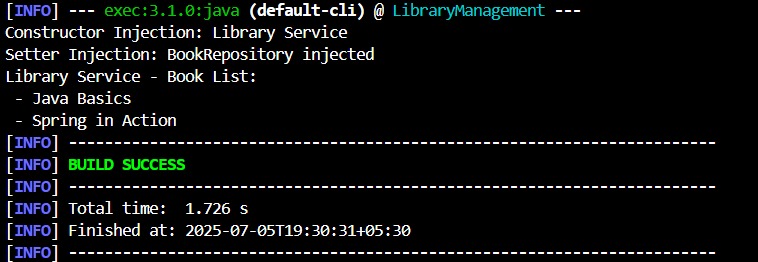 [INFO] --- exec:3.1.0:java (default-cli) @ LibraryManagement ---
Constructor Injection: Library Service
Setter Injection: BookRepository injected
Library Service - Book List:
 - Java Basics
 - Spring in Action
[INFO] ------------------------------------------------------------------------
[INFO] BUILD SUCCESS
[INFO] ------------------------------------------------------------------------
[INFO] Total time:  1.726 s
[INFO] Finished at: 2025-07-05T19:30:31+05:30
[INFO] ------------------------------------------------------------------------